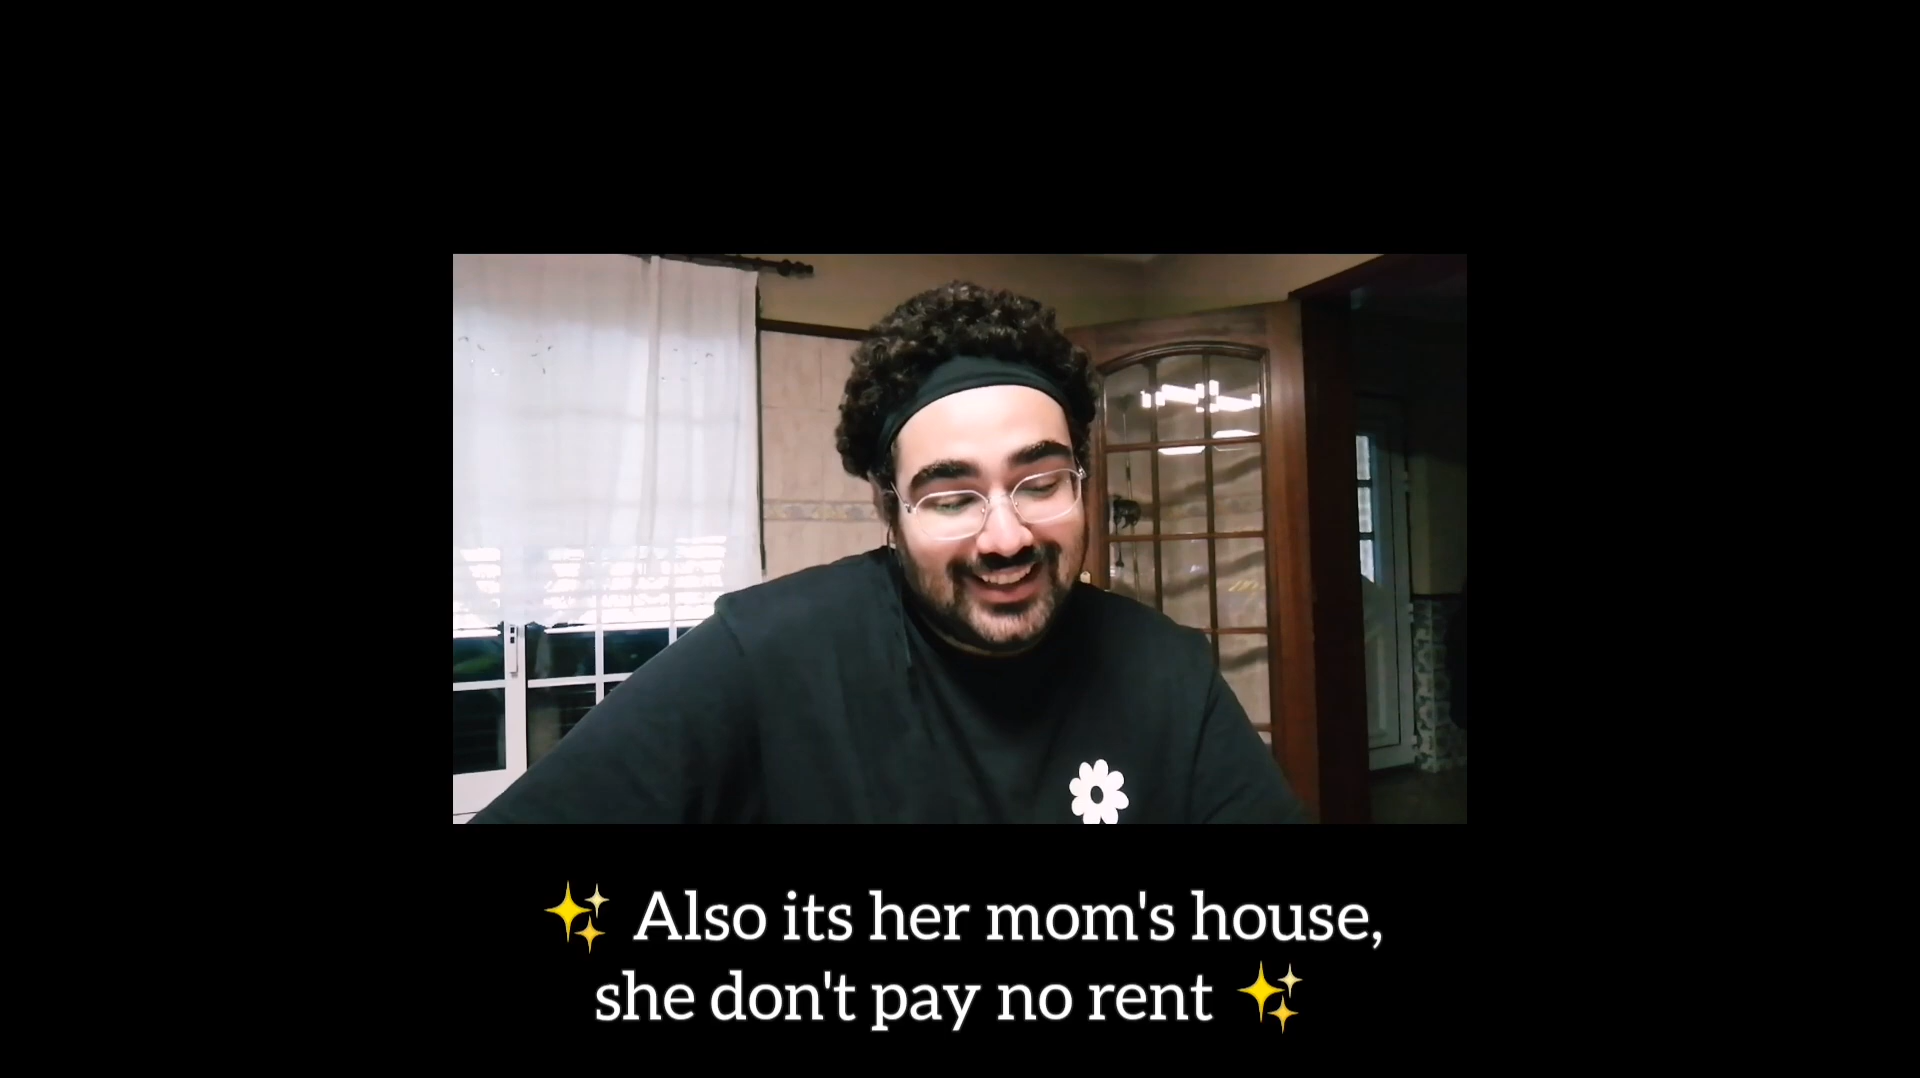 ✨ Also its her mom's house,
she don't pay no rent ✨